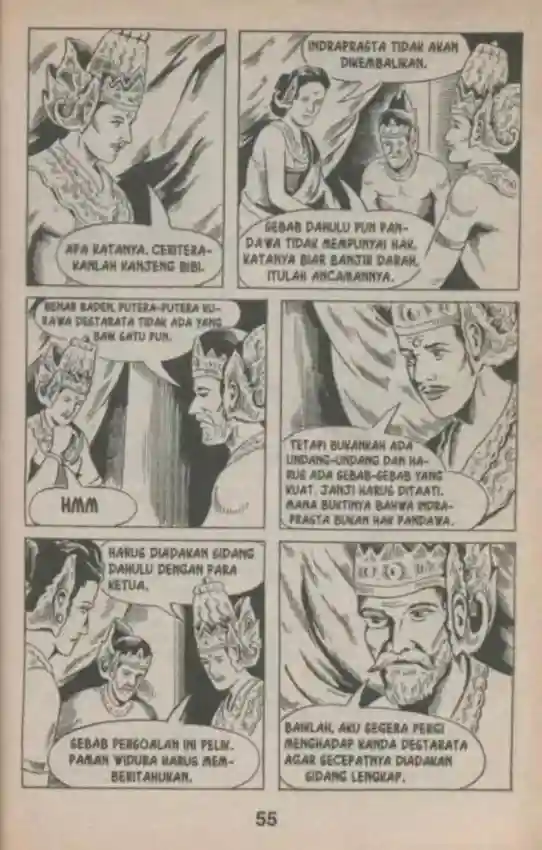 APA KATANYA. CERITERA-
KANLAH KANJENG BIBI.
INDRAPRASTA TIDAK AKAN
DIKEMBALIKAN.
SEBAB DAHULU PUN PAN-
DAWA TIDAK MEMPUNYAI HAK.
KATANYA BIAR BANJIR DARAH.
ITULAH ANCAMANNYA.
BENAR RADEN, PUTERA-PUTERA KU-
RAWA DESTARATA TIDAK ADA YANG
BAIK SATU PUN.
HMM
TETAPI BUKANKAH ADA
UNDANG-UNDANG DAN HA-
RUS ADA SEBAB-SEBAB YANG
KUAT. JANJI HARUS DITAATI.
MANA BUKTINYA BAHWA INDRA-
PRASTA BUKAN HAK PANDAWA.
HARUS DIADAKAN SIDANG
DAHULU DENGAN PARA
KETUA.
SEBAB PERSOALAN INI PELIK.
PAMAN WIDURA HARUS MEM-
BERITAHUKAN.
BAIKLAH, AKU SEGERA PERGI
MENGHADAP KANDA DESTARATA
AGAR SECEPATNYA DIADAKAN
SIDANG LENGKAP.
55